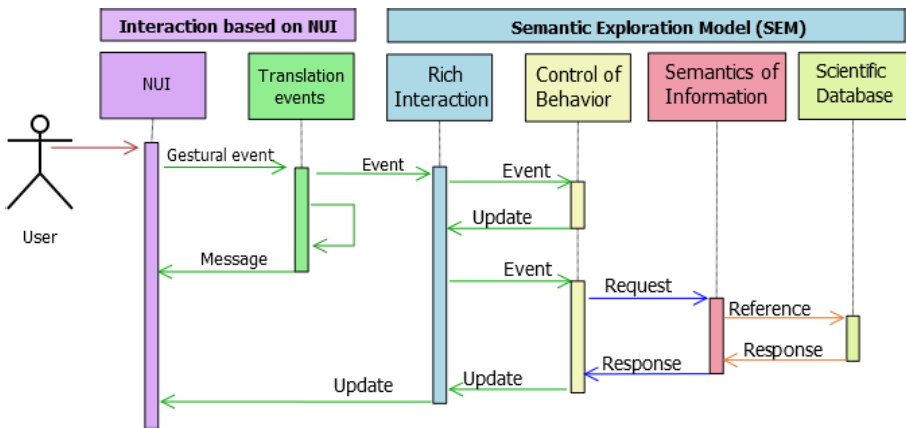 Interaction based on NUI
Semantic Exploration Model (SEM)
NUI
Translation
events
Rich
Interaction
Control of
Behavior
Semantics of
Information
Scientific
Database
User
Gestural event
Event
Event
Update
Message
Event
Request
Reference
Response
Response
Update
Update